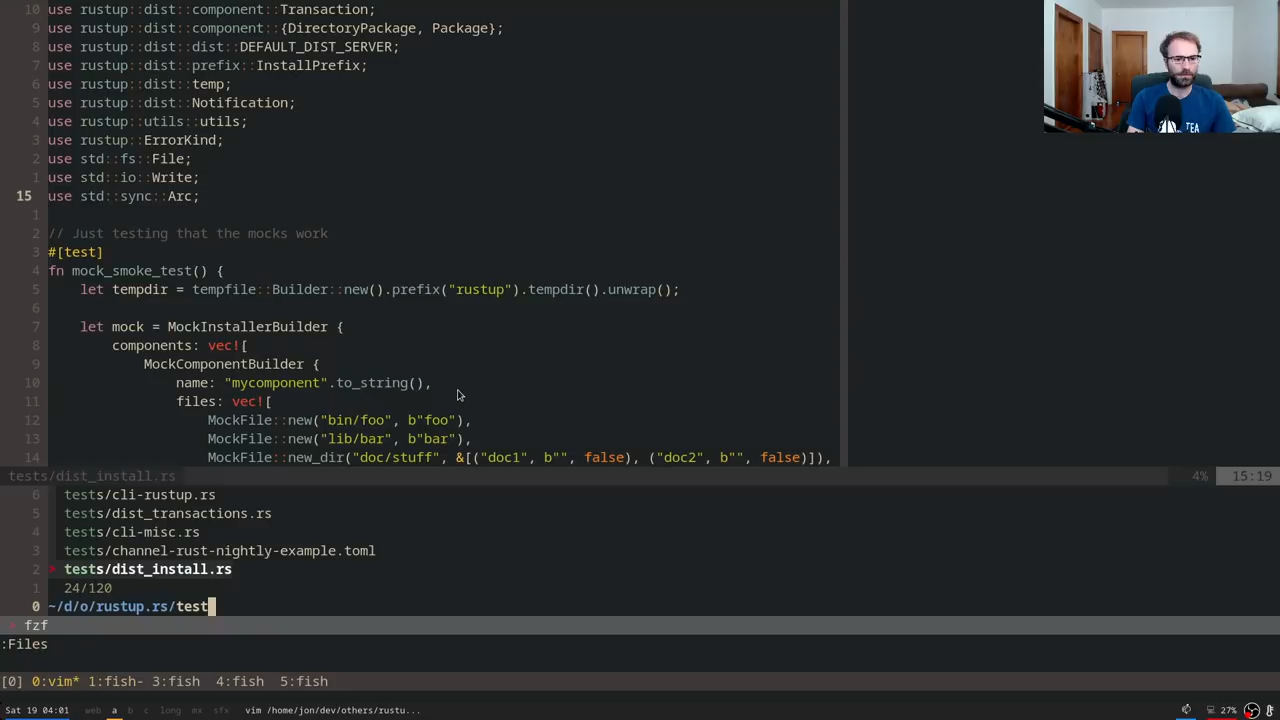 10 use rustup::dist::component::Transaction;
9 use rustup::dist::component::{DirectoryPackage, Package};
8 use rustup::dist::dist::DEFAULT_DIST_SERVER;
7 use rustup::dist::prefix::InstallPrefix;
6 use rustup::dist::temp;
5 use rustup::dist::Notification;
4 use rustup::utils::utils;
3 use rustup::ErrorKind;
2 use std::fs::File;
1 use std::io::Write;
15 use std::sync::Arc;
1
2 // Just testing that the mocks work
3 #[test]
4 fn mock_smoke_test() {
5 let tempdir = tempfile::Builder::new().prefix("rustup").tempdir().unwrap();
6
7 let mock = MockInstallerBuilder {
8 components: vec![
9 MockComponentBuilder {
10 name: "mycomponent".to_string(),
11 files: vec![
12 MockFile::new("bin/foo", b"foo"),
13 MockFile::new("lib/bar", b"bar"),
14 MockFile::new_dir("doc/stuff", &[("doc1", b"", false), ("doc2", b"", false)]),
tests/dist_install.rs 4% 15:19
6 tests/cli-rustup.rs
5 tests/dist_transactions.rs
4 tests/cli-misc.rs
3 tests/channel-rust-nightly-example.toml
2 > tests/dist_install.rs
1 24/120
0 ~/d/o/rustup.rs/test
> fzf
:Files
[0] 0:vim* 1:fish- 3:fish 4:fish 5:fish
Sat 19 04:01 web a b c long mx sfx vim /home/jon/dev/others/rustu... 27%
TEA